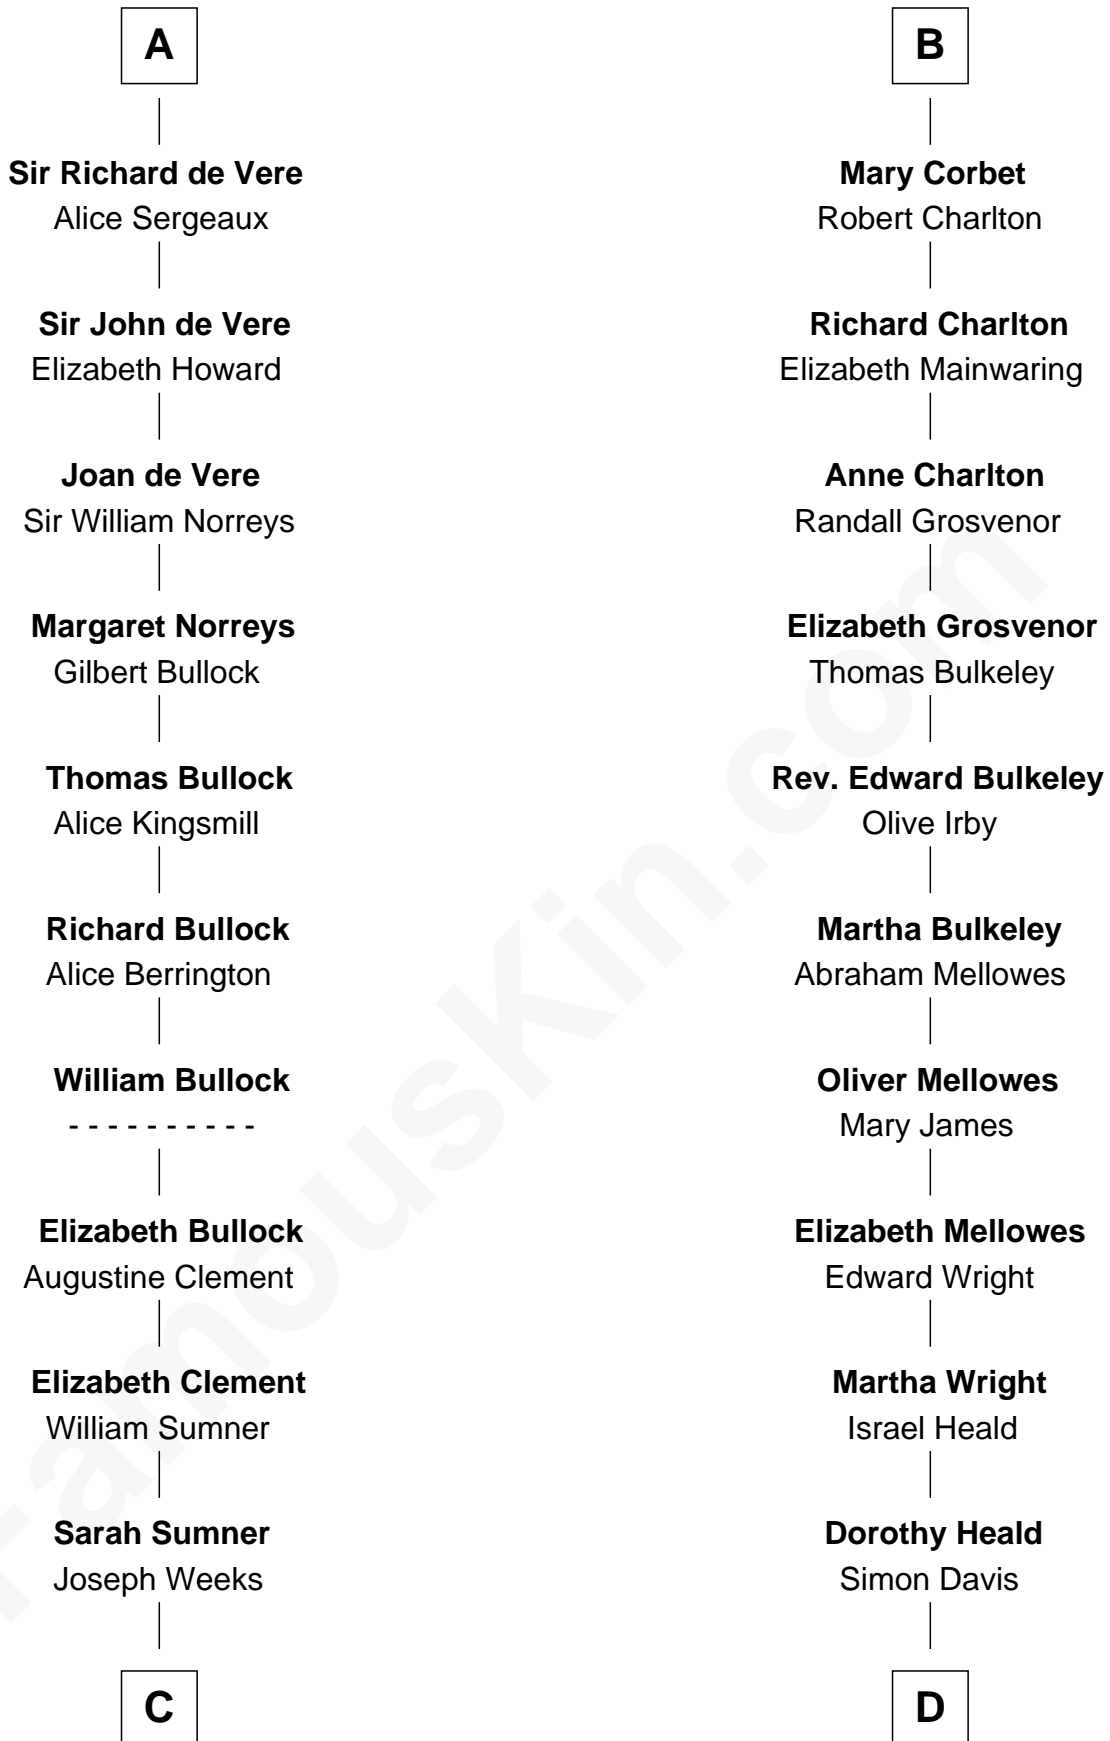 A
Sir Richard de Vere
Alice Sergeaux
Sir John de Vere
Elizabeth Howard
Joan de Vere
Sir William Norreys
Margaret Norreys
Gilbert Bullock
Thomas Bullock
Alice Kingsmill
Richard Bullock
Alice Berrington
William Bullock
- - - - - - - - - -
Elizabeth Bullock
Augustine Clement
Elizabeth Clement
William Sumner
Sarah Sumner
Joseph Weeks
C
B
Mary Corbet
Robert Charlton
Richard Charlton
Elizabeth Mainwaring
Anne Charlton
Randall Grosvenor
Elizabeth Grosvenor
Thomas Bulkeley
Rev. Edward Bulkeley
Olive Irby
Martha Bulkeley
Abraham Mellowes
Oliver Mellowes
Mary James
Elizabeth Mellowes
Edward Wright
Martha Wright
Israel Heald
Dorothy Heald
Simon Davis
D
FamousKin.com